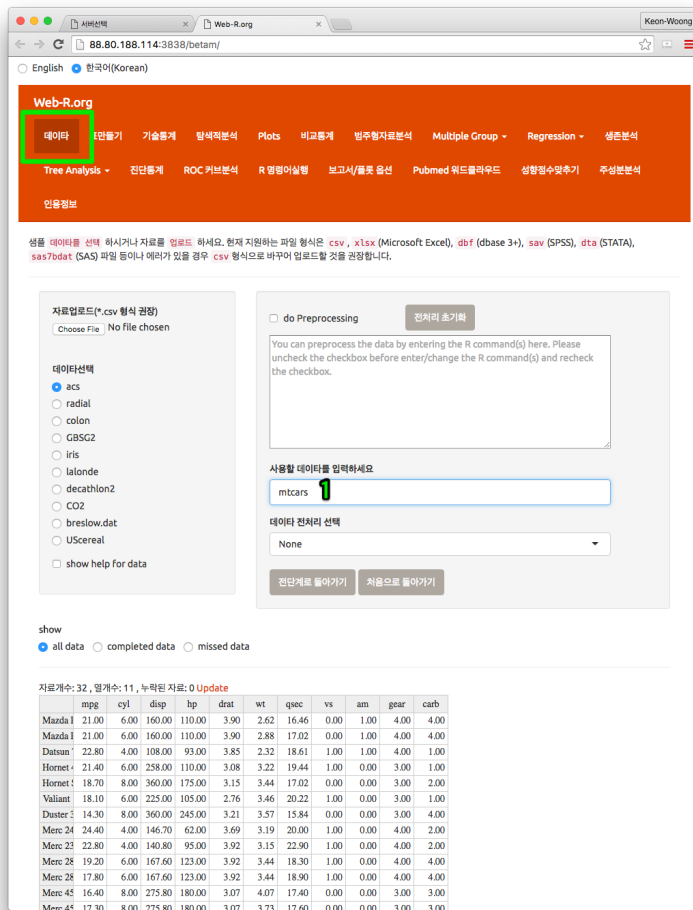 서버선택
Web-R.org
Keon-Woong
88.80.188.114:3838/betam/
English 한국어(Korean)
Web-R.org
데이타 표만들기 기술통계 탐색적분석 Plots 비교통계 범주형자료분석 Multiple Group Regression 생존분석
Tree Analysis 진단통계 ROC 커브분석 R 명령어실행 보고서/플롯 옵션 Pubmed 워드클라우드 성향점수맞추기 주성분분석
인용정보
샘플 데이타를 선택 하시거나 자료를 업로드 하세요. 현재 지원하는 파일 형식은 csv , xlsx (Microsoft Excel), dbf (dbase 3+), sav (SPSS), dta (STATA),
sas7bdat (SAS) 파일 등이나 에러가 있을 경우 csv 형식으로 바꾸어 업로드할 것을 권장합니다.
자료업로드(*.csv 형식 권장)
Choose File No file chosen
데이타선택
acs
radial
colon
GBSG2
iris
lalonde
decathlon2
CO2
breslow.dat
UScereal
show help for data
do Preprocessing 전처리 초기화
You can preprocess the data by entering the R command(s) here. Please
uncheck the checkbox before enter/change the R command(s) and recheck
the checkbox.
사용할 데이타를 입력하세요
mtcars 1
데이타 전처리 선택
None
전단계로 돌아가기 처음으로 돌아가기
show
all data completed data missed data
자료개수: 32 , 열개수: 11 , 누락된 자료: 0 Update
mpg cyl disp hp drat wt qsec vs am gear carb
Mazda 21.00 6.00 160.00 110.00 3.90 2.62 16.46 0.00 1.00 4.00 4.00
Mazda 21.00 6.00 160.00 110.00 3.90 2.88 17.02 0.00 1.00 4.00 4.00
Datsun 22.80 4.00 108.00 93.00 3.85 2.32 18.61 1.00 1.00 4.00 1.00
Hornet 21.40 6.00 258.00 110.00 3.08 3.22 19.44 1.00 0.00 3.00 1.00
Hornet 18.70 8.00 360.00 175.00 3.15 3.44 17.02 0.00 0.00 3.00 2.00
Valiant 18.10 6.00 225.00 105.00 2.76 3.46 20.22 1.00 0.00 3.00 1.00
Duster 14.30 8.00 360.00 245.00 3.21 3.57 15.84 0.00 0.00 3.00 4.00
Merc 24 24.40 4.00 146.70 62.00 3.69 3.19 20.00 1.00 0.00 4.00 2.00
Merc 23 22.80 4.00 140.80 95.00 3.92 3.15 22.90 1.00 0.00 4.00 2.00
Merc 28 19.20 6.00 167.60 123.00 3.92 3.44 18.30 1.00 0.00 4.00 4.00
Merc 28 17.80 6.00 167.60 123.00 3.92 3.44 18.90 1.00 0.00 4.00 4.00
Merc 45 16.40 8.00 275.80 180.00 3.07 4.07 17.40 0.00 0.00 3.00 3.00
Merc 45 17.30 8.00 275.80 180.00 3.07 3.73 17.60 0.00 0.00 3.00 3.00